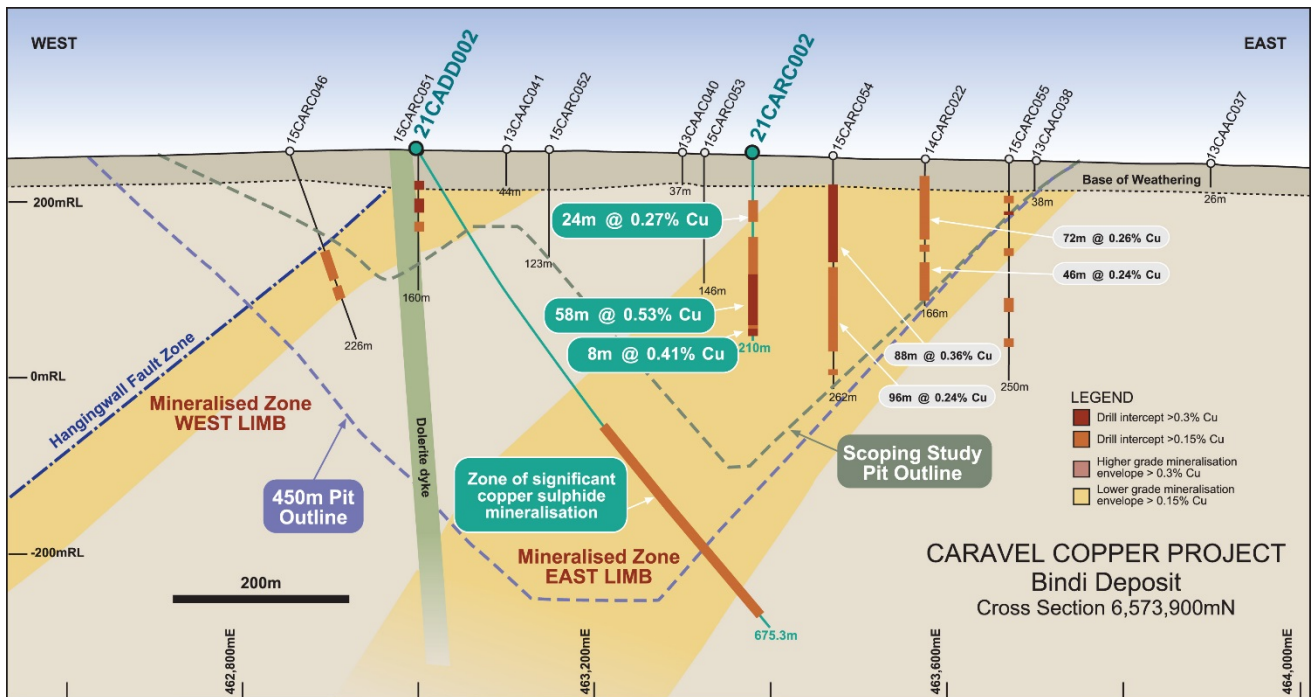 WEST
EAST
15CARC046
15CARC051
21CADD002
13CAAC041
15CARC052
13CAAC040
15CARC053
21CARC002
15CARC054
14CARC022
15CARC055
13CAAC038
13CAAC037
Base of Weathering
200mRL
0mRL
-200mRL
44m
37m
38m
26m
24m @ 0.27% Cu
72m @ 0.26% Cu
123m
146m
160m
46m @ 0.24% Cu
58m @ 0.53% Cu
166m
226m
8m @ 0.41% Cu
210m
88m @ 0.36% Cu
262m
250m
96m @ 0.24% Cu
Hangingwall Fault Zone
Mineralised Zone
WEST LIMB
Dolerite dyke
450m Pit
Outline
Zone of significant
copper sulphide
mineralisation
Scoping Study
Pit Outline
LEGEND
Drill intercept >0.3% Cu
Drill intercept >0.15% Cu
Higher grade mineralisation
envelope > 0.3% Cu
Lower grade mineralisation
envelope > 0.15% Cu
Mineralised Zone
EAST LIMB
675.3m
200m
CARAVEL COPPER PROJECT
Bindi Deposit
Cross Section 6,573,900mN
462,800mE
463,200mE
463,600mE
464,000mE